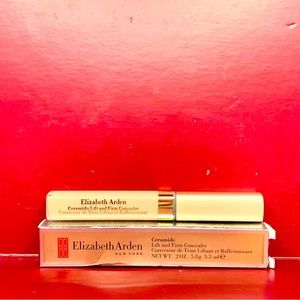 Elizabeth Arden
Ceramide Lift and Firm Concealer
Correcteur de Teint Liftant et Raffermissant
Elizabeth Arden
NEW YORK
Ceramide
Lift and Firm Concealer
Correcteur de Teint Liftant et Raffermissant
NET WT. .2 OZ. 5.8g 5.5 ml e